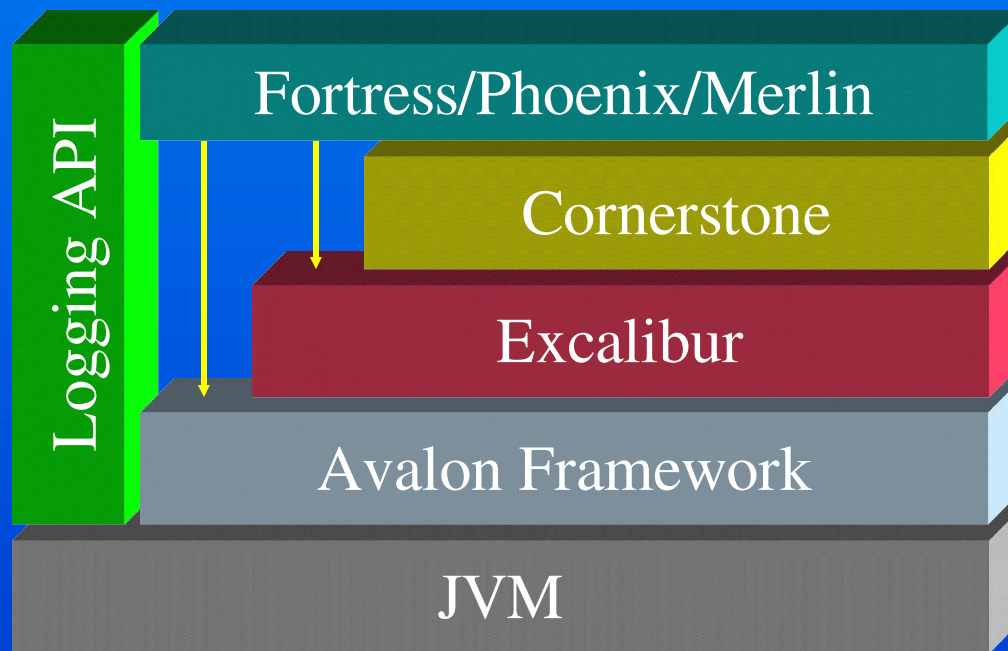 Logging API
Fortress/Phoenix/Merlin
Cornerstone
Excalibur
Avalon Framework
JVM